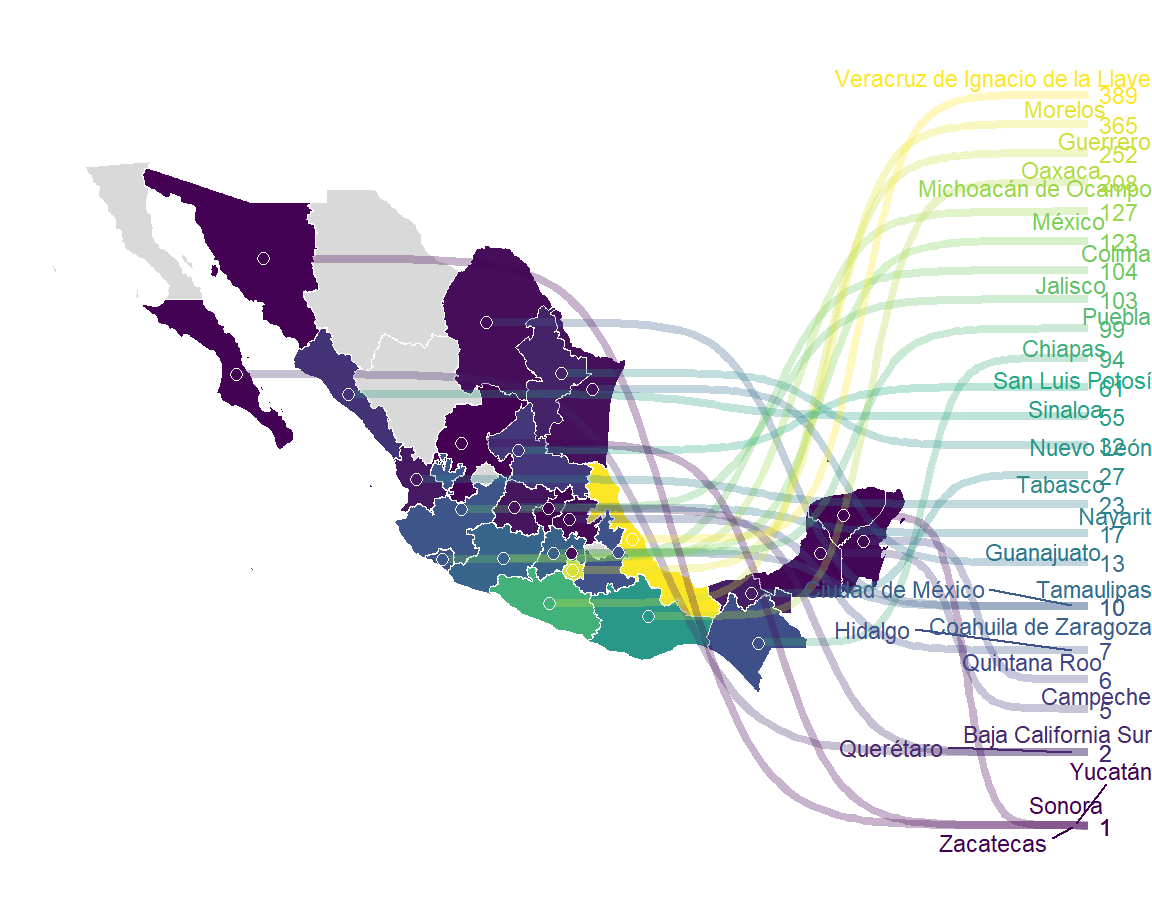 Veracruz de Ignacio de la Llave
389
Morelos
365
Guerrero
252
Oaxaca
208
Michoacán de Ocampo
127
México
123
Colima
104
Jalisco
103
Puebla
99
Chiapas
94
San Luis Potosí
61
Sinaloa
55
Nuevo León
32
27
Tabasco
23
Nayarit
17
Guanajuato
13
Ciudad de México
Tamaulipas
10
Hidalgo
Coahuila de Zaragoza
7
Quintana Roo
6
Campeche
5
Querétaro
Baja California Sur
2
Yucatán
Sonora
1
Zacatecas